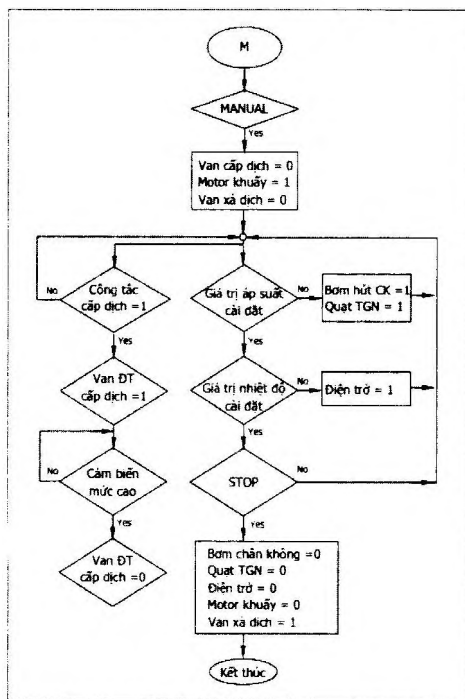 M
MANUAL
Yes
Van cấp dịch = 0
Motor khuấy = 1
Van xả dịch = 0
No
Công tắc
cấp dịch =1
Yes
Van ĐT
cấp dịch =1
No
Cảm biến
mức cao
Yes
Van ĐT
cấp dịch =0
Giá trị áp suất
cài đặt
No
Bơm hút CK =1
Quạt TGN = 1
Yes
Giá trị nhiệt độ
cài đặt
No
Điện trở = 1
Yes
STOP
No
Yes
Bơm chân không =0
Quạt TGN = 0
Điện trở = 0
Motor khuấy = 0
Van xả dịch = 1
Kết thúc